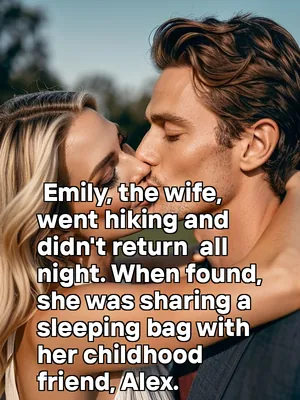 Emily, the wife,
went hiking and
didn't return all
night. When found,
she was sharing a
sleeping bag with
her childhood
friend, Alex.